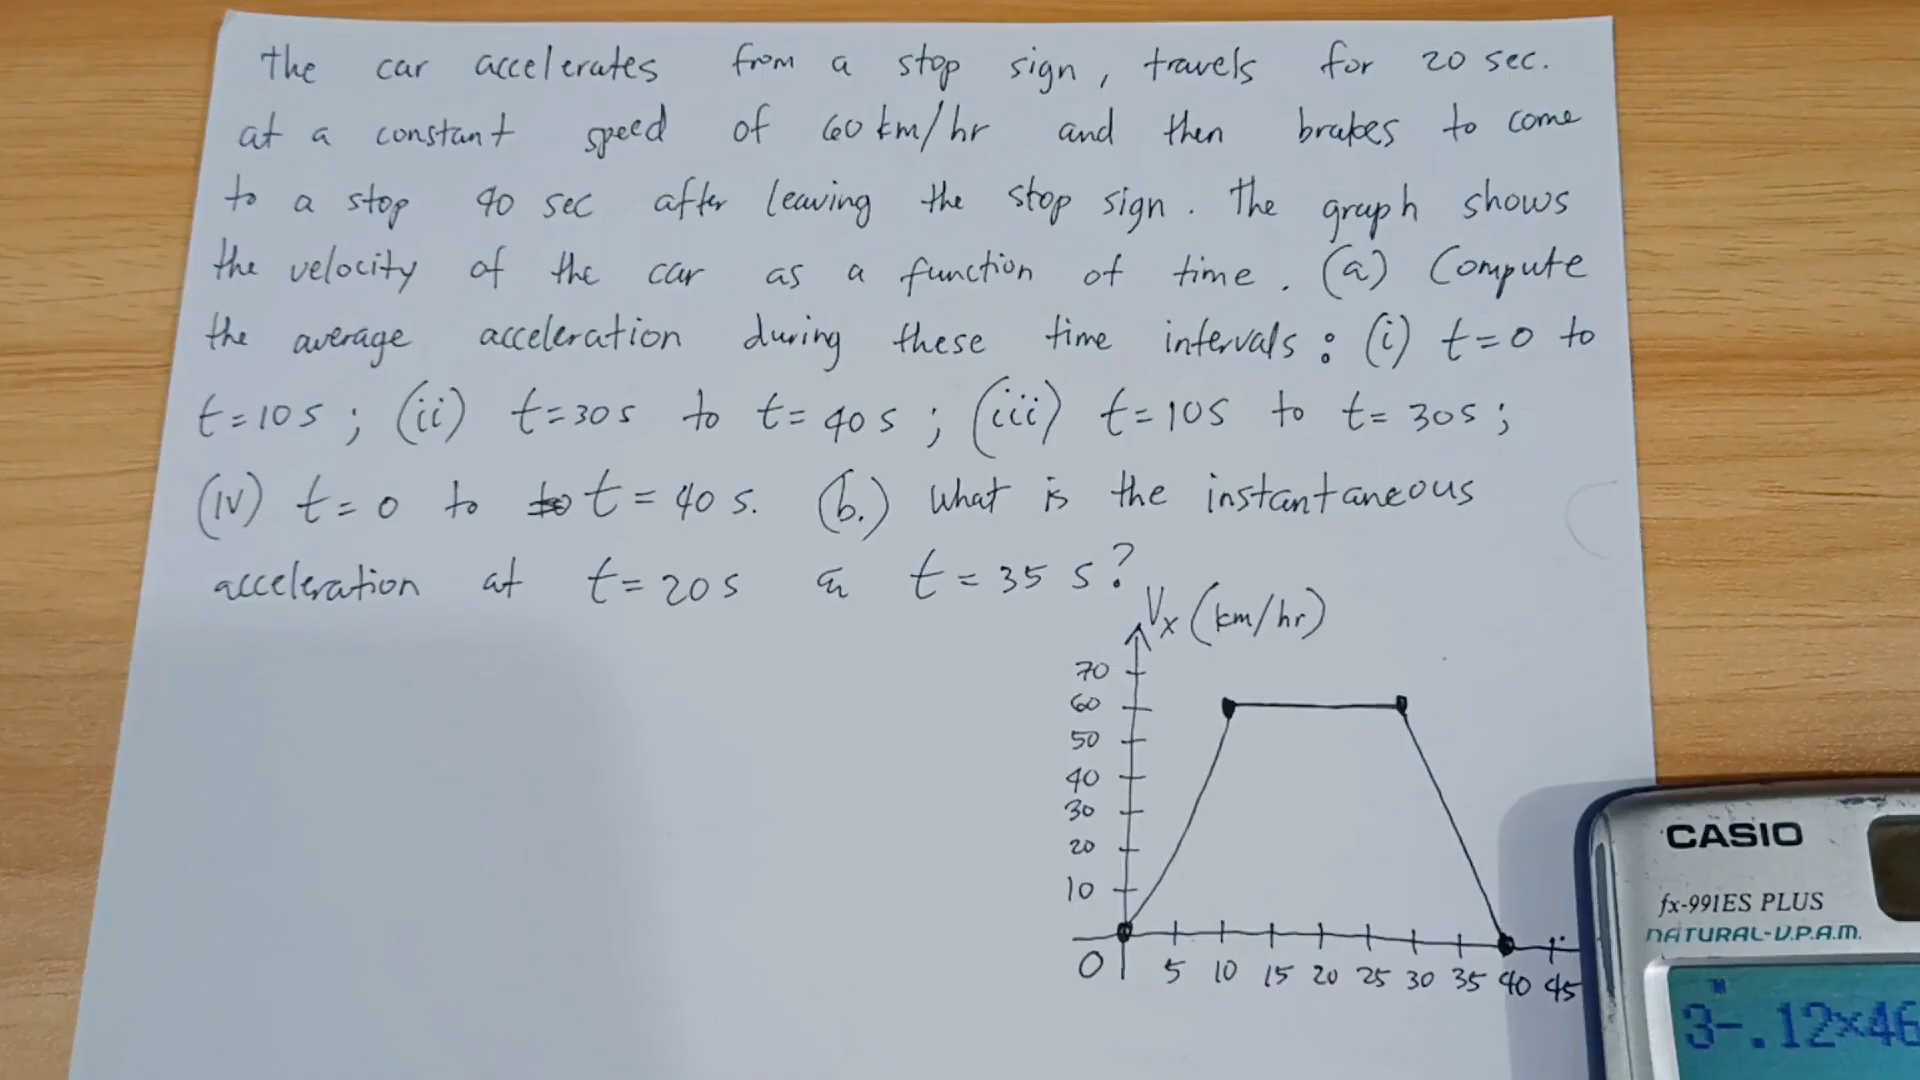 the car accelerates from a stop sign, travels for 20 sec.
at a constant speed of 60 km/hr and then brakes to come
to a stop 40 sec after leaving the stop sign. The graph shows
the velocity of the car as a function of time. (a) Compute
the average acceleration during these time intervals: (i) t=0 to
t=10s; (ii) t=30s to t=40s; (iii) t=10s to t=30s;
(iv) t=0 to t=40 s. (b.) What is the instantaneous
acceleration at t=20s & t=35 s?
Vx (km/hr)
70
60
50
40
30
20
10
0 5 10 15 20 25 30 35 40 45
CASIO
fx-991ES PLUS
NATURAL-V.P.A.M.
M
3-.12×46